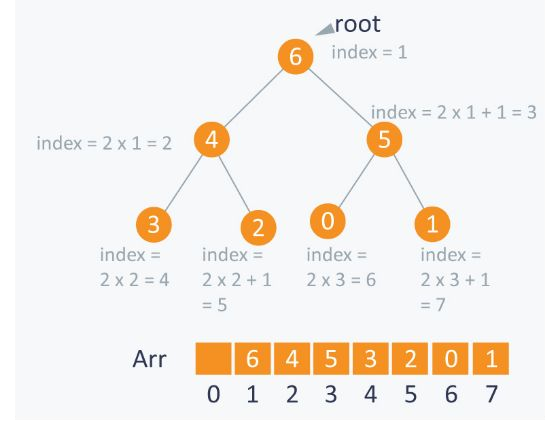 root
6
index = 1
index = 2 x 1 + 1 = 3
index = 2 x 1 = 2
4
5
3
2
0
1
index =
2 x 2 = 4
index =
2 x 2 + 1
= 5
index =
2 x 3 = 6
index =
2 x 3 + 1
= 7
Arr
6 4 5 3 2 0 1
0 1 2 3 4 5 6 7